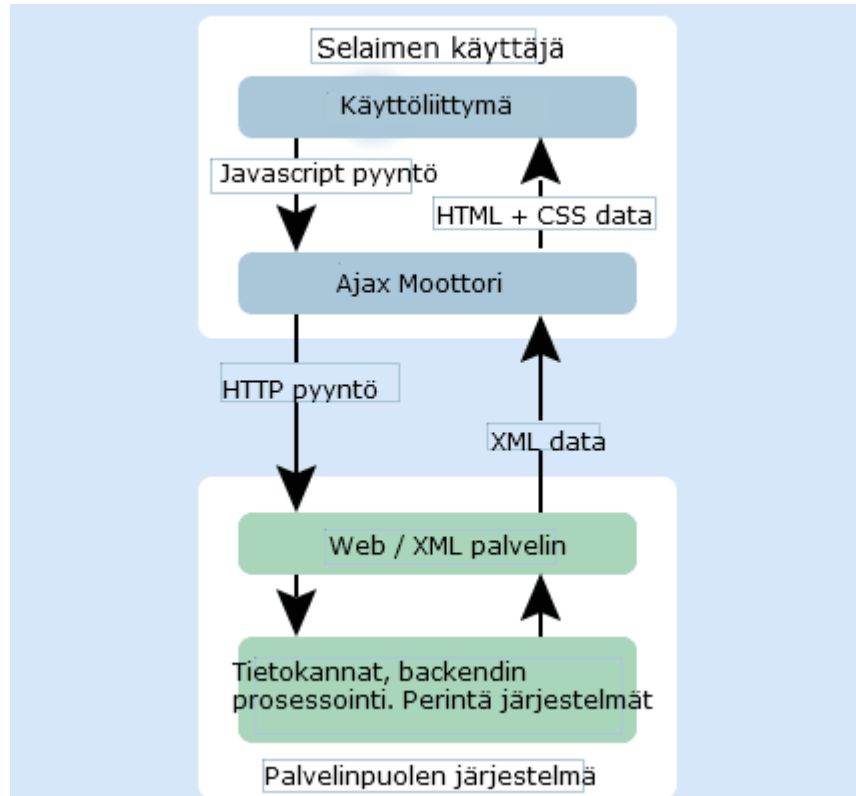 Selaimen käyttäjä
Käyttöliittymä
Javascript pyyntö
HTML + CSS data
Ajax Moottori
HTTP pyyntö
XML data
Web / XML palvelin
Tietokannat, backendin
prosessointi. Perintä järjestelmät
Palvelinpuolen järjestelmä